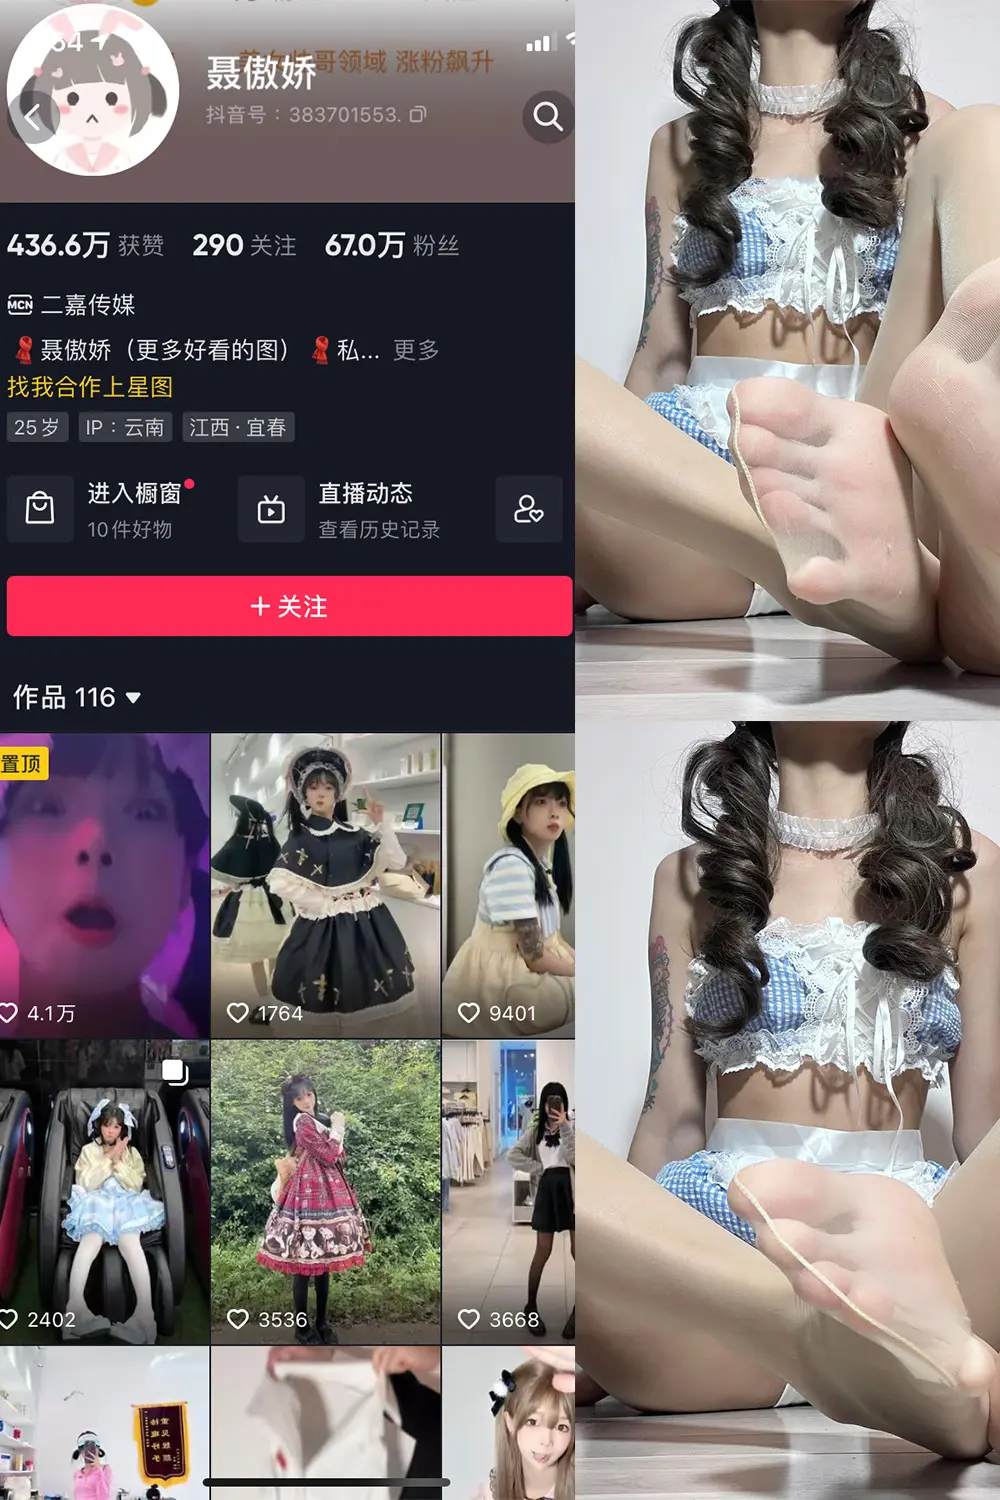 54
哥领域 涨粉飙升
聂傲娇
抖音号：383701553.
436.6万 获赞 290 关注 67.0万 粉丝
MCN 二嘉传媒
聂傲娇（更多好看的图） 私... 更多
找我合作上星图
25岁 IP：云南 江西·宜春
进入橱窗 直播动态
10件好物 查看历史记录
+ 关注
作品 116
置顶
4.1万 1764 9401
2402 3536 3668